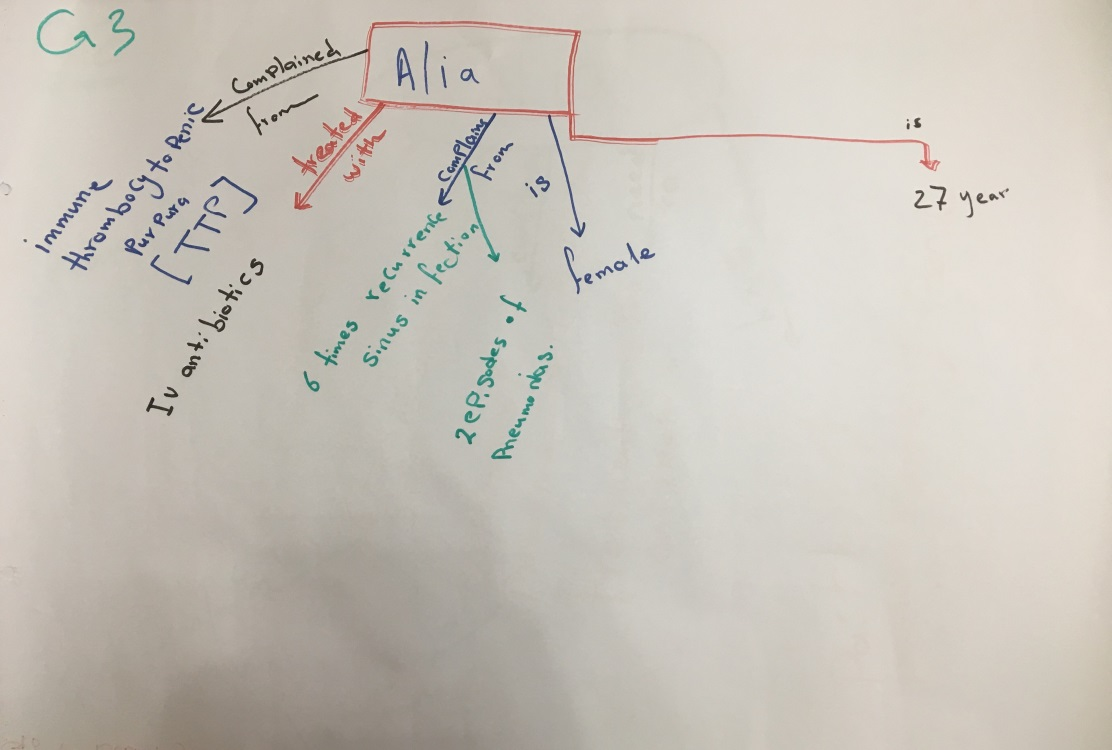 G3
Alia
Complained
from
immune
thrombocytopenic
Purpura
[TTP]
treated
with
IV antibiotics
Complain
from
6 times recurrence
sinus infection
2 episodes of
Pneumonias.
is
female
is
27 year